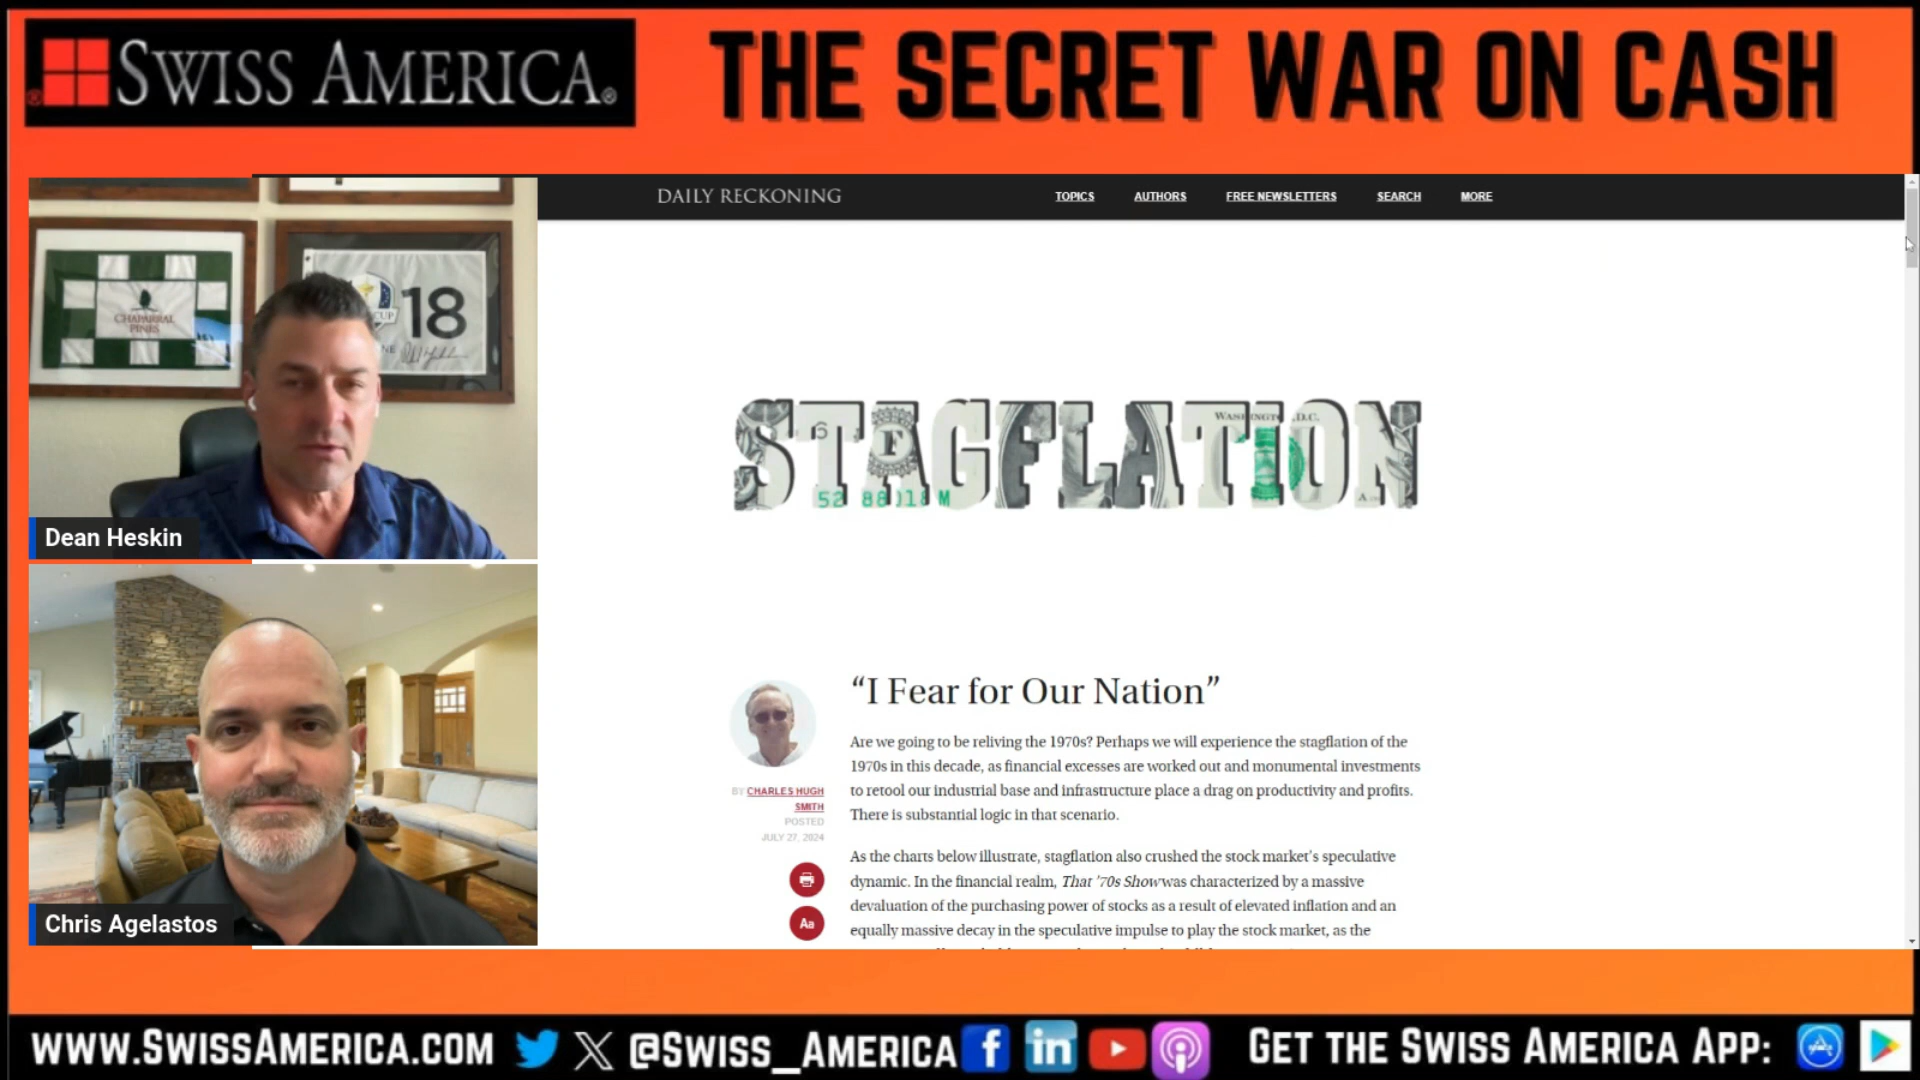 SWISS AMERICA®
THE SECRET WAR ON CASH
CHAPARRAL
PINES
CUP
18
NE
Dean Heskin
Chris Agelastos
DAILY RECKONING
TOPICS
AUTHORS
FREE NEWSLETTERS
SEARCH
MORE
STAGFLATION
“I Fear for Our Nation”
BY CHARLES HUGH
SMITH
POSTED
JULY 27, 2024
Aa
Are we going to be reliving the 1970s? Perhaps we will experience the stagflation of the
1970s in this decade, as financial excesses are worked out and monumental investments
to retool our industrial base and infrastructure place a drag on productivity and profits.
There is substantial logic in that scenario.
As the charts below illustrate, stagflation also crushed the stock market’s speculative
dynamic. In the financial realm, That ’70s Show was characterized by a massive
devaluation of the purchasing power of stocks as a result of elevated inflation and an
equally massive decay in the speculative impulse to play the stock market, as the
WWW.SWISSAMERICA.COM @SWISS_AMERICA GET THE SWISS AMERICA APP: